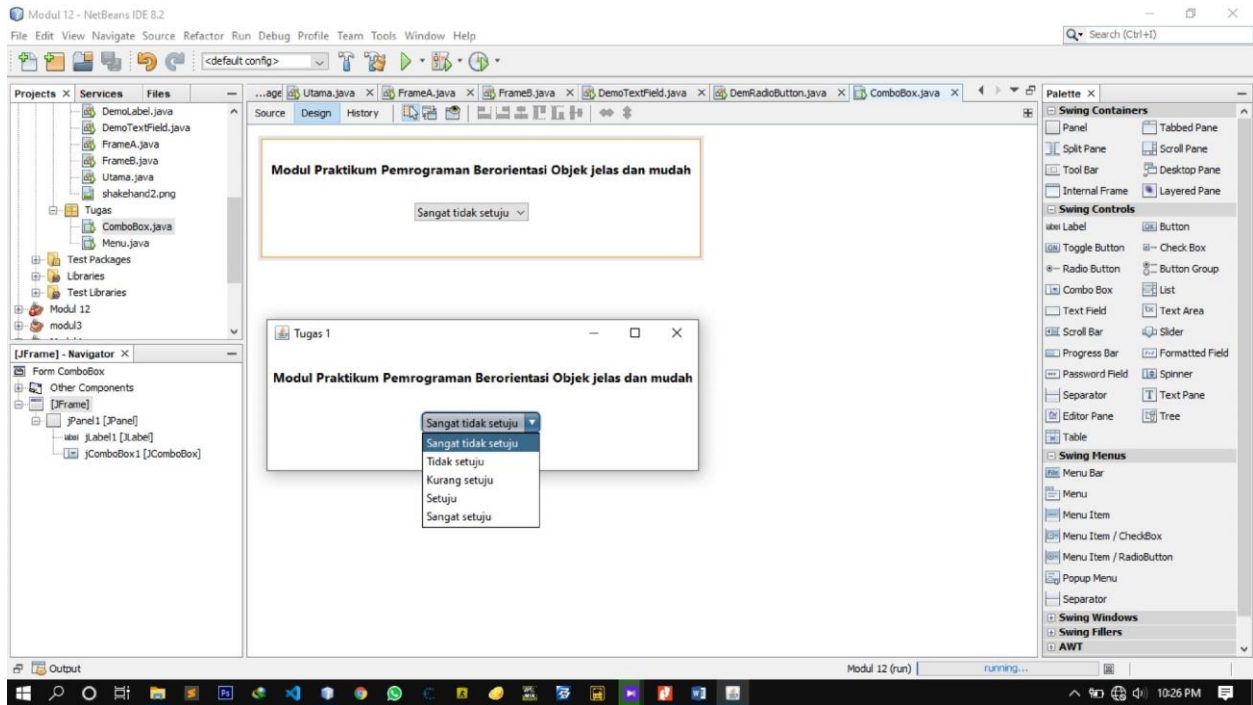 Modul 12 - NetBeans IDE 8.2
File Edit View Navigate Source Refactor Run Debug Profile Team Tools Window Help
Search (Ctrl+I)
<default config>
Projects Services Files
DemoLabel.java
DemoTextField.java
FrameA.java
FrameB.java
Utama.java
shakehand2.png
Tugas
ComboBox.java
Menu.java
Test Packages
Libraries
Test Libraries
Modul 12
modul3
[JFrame] - Navigator
Form ComboBox
Other Components
[JFrame]
jPanel1 [JPanel]
label jLabel1 [JLabel]
jComboBox1 [JComboBox]
...age Utama.java FrameA.java FrameB.java DemoTextField.java DemRadioButton.java ComboBox.java
Source Design History
Modul Praktikum Pemrograman Berorientasi Objek jelas dan mudah
Sangat tidak setuju
Tugas 1
Modul Praktikum Pemrograman Berorientasi Objek jelas dan mudah
Sangat tidak setuju
Sangat tidak setuju
Tidak setuju
Kurang setuju
Setuju
Sangat setuju
Palette
Swing Containers
Panel Tabbed Pane
Split Pane Scroll Pane
Tool Bar Desktop Pane
Internal Frame Layered Pane
Swing Controls
label Label OK Button
ON Toggle Button Check Box
Radio Button Button Group
Combo Box List
Text Field Text Area
Scroll Bar Slider
Progress Bar Formatted Field
Password Field Spinner
Separator Text Pane
Editor Pane Tree
Table
Swing Menus
Menu Bar
Menu
Menu Item
Menu Item / CheckBox
Menu Item / RadioButton
Popup Menu
Separator
Swing Windows
Swing Fillers
AWT
Output
Modul 12 (run) running...
10:26 PM